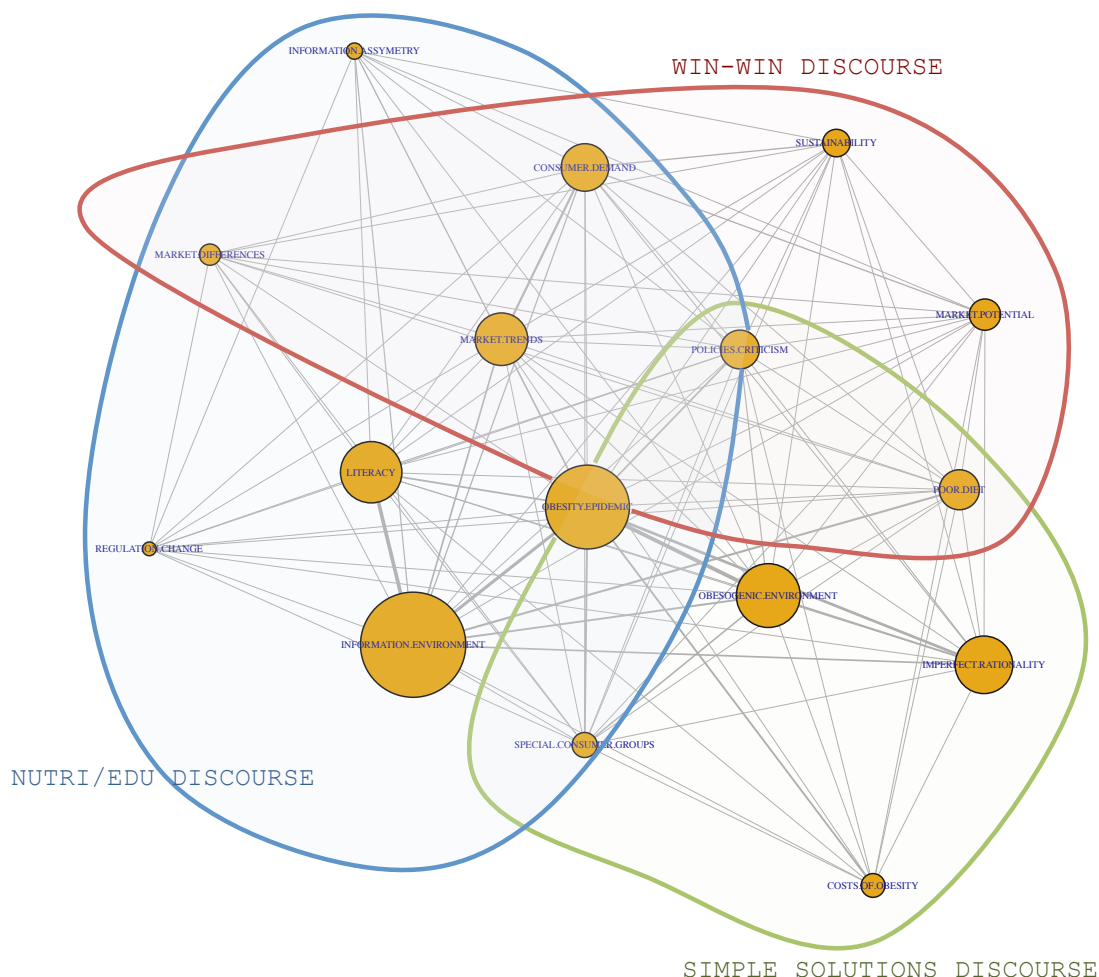 INFORMATION.ASSYMETRY
WIN-WIN DISCOURSE
SUSTAINABILITY
CONSUMER.DEMAND
MARKET.DIFFERENCES
MARKET.POTENTIAL
MARKET.TRENDS
POLICIES.CRITICISM
LITERACY
POOR.DIET
OBESITY.EPIDEMIC
REGULATION.CHANGE
OBESOGENIC.ENVIRONMENT
INFORMATION.ENVIRONMENT
IMPERFECT.RATIONALITY
SPECIAL.CONSUMER.GROUPS
NUTRI/EDU DISCOURSE
COSTS.OF.OBESITY
SIMPLE SOLUTIONS DISCOURSE